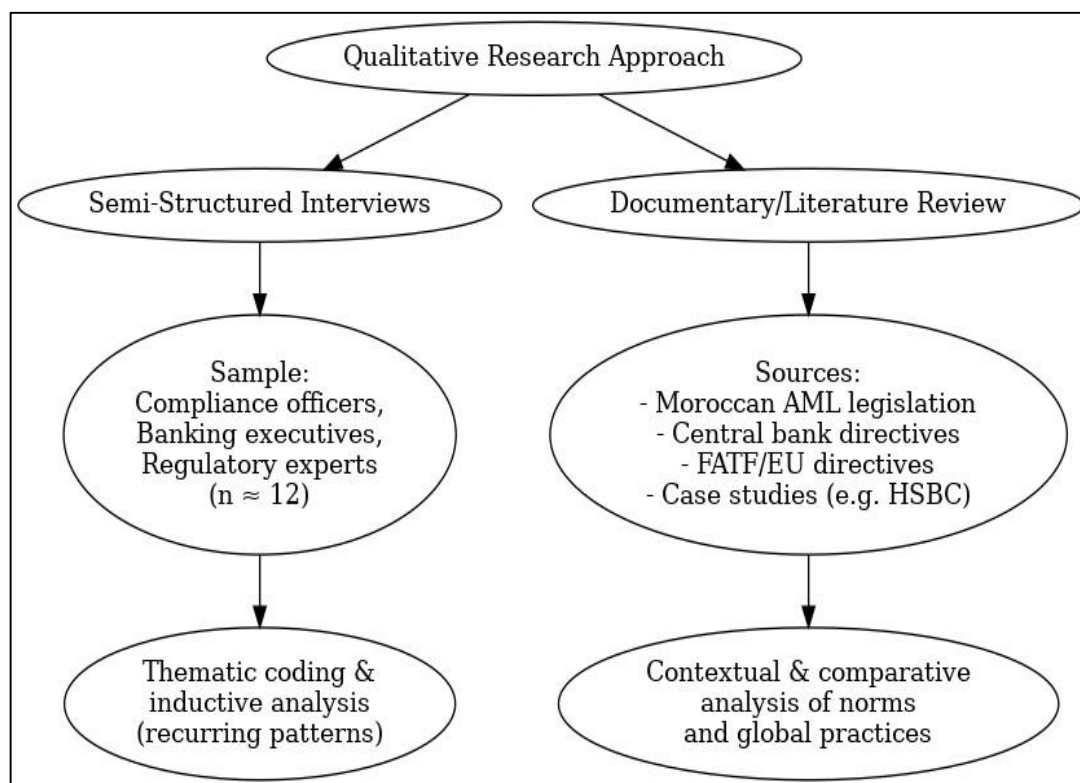 Qualitative Research Approach
Semi-Structured Interviews
Documentary/Literature Review
Sample:
Compliance officers,
Banking executives,
Regulatory experts
(n ≈ 12)
Sources:
- Moroccan AML legislation
- Central bank directives
- FATF/EU directives
- Case studies (e.g. HSBC)
Thematic coding &
inductive analysis
(recurring patterns)
Contextual & comparative
analysis of norms
and global practices